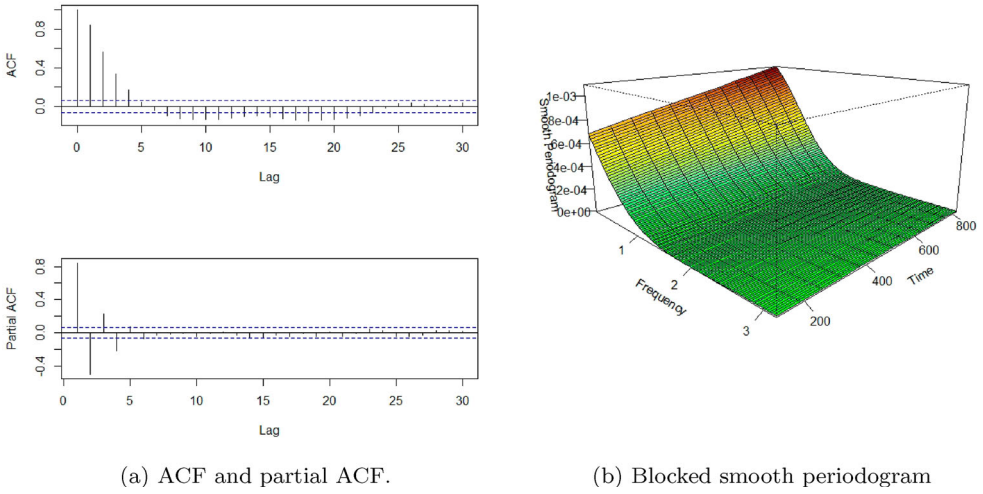 ACF
0.0 0.4 0.8
0 5 10 15 20 25 30
Lag
Partial ACF
-0.4 0.0 0.4 0.8
0 5 10 15 20 25 30
Lag
(a) ACF and partial ACF.
Smooth Periodogram
1e-03
8e-04
6e-04
4e-04
2e-04
0e+00
1
2
3
Frequency
200
400
600
800
Time
(b) Blocked smooth periodogram